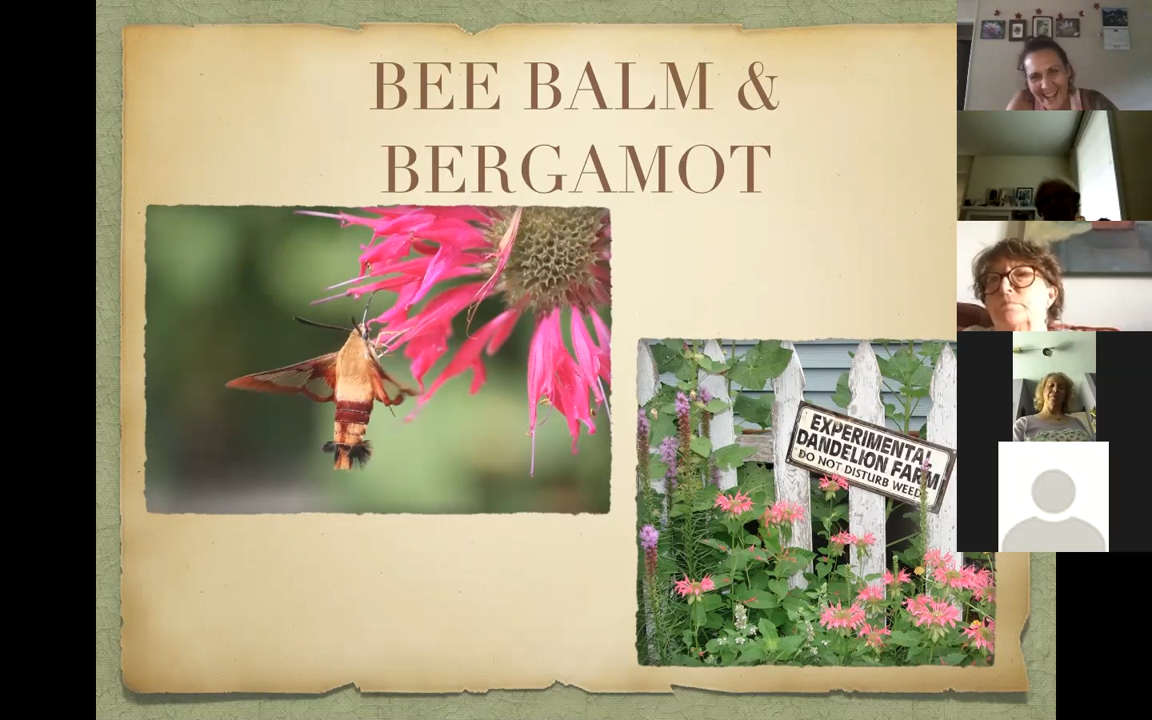 BEE BALM &
BERGAMOT
EXPERIMENTAL
DANDELION FARM
DO NOT DISTURB WEEDS